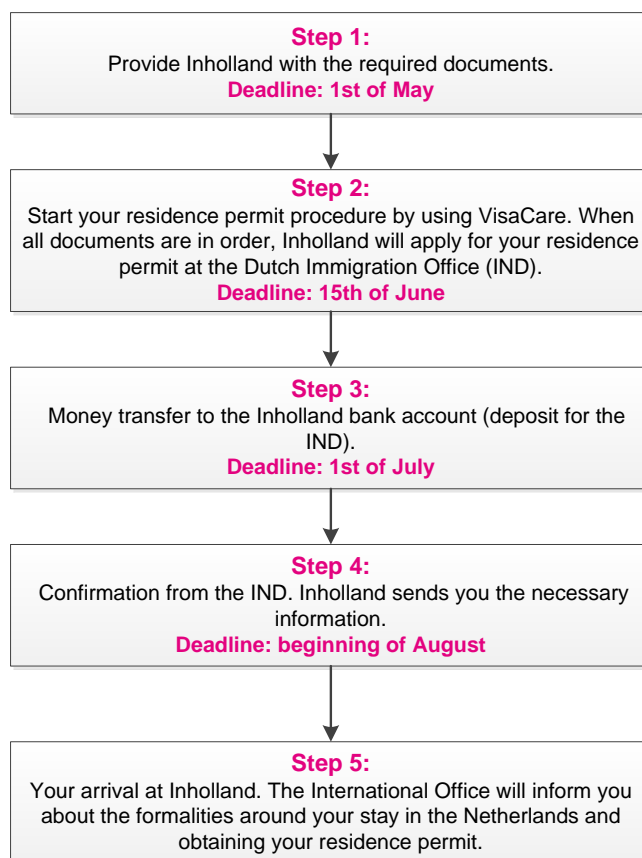 Step 1:
Provide Inholland with the required documents.
Deadline: 1st of May
Step 2:
Start your residence permit procedure by using VisaCare. When
all documents are in order, Inholland will apply for your residence
permit at the Dutch Immigration Office (IND).
Deadline: 15th of June
Step 3:
Money transfer to the Inholland bank account (deposit for the
IND).
Deadline: 1st of July
Step 4:
Confirmation from the IND. Inholland sends you the necessary
information.
Deadline: beginning of August
Step 5:
Your arrival at Inholland. The International Office will inform you
about the formalities around your stay in the Netherlands and
obtaining your residence permit.